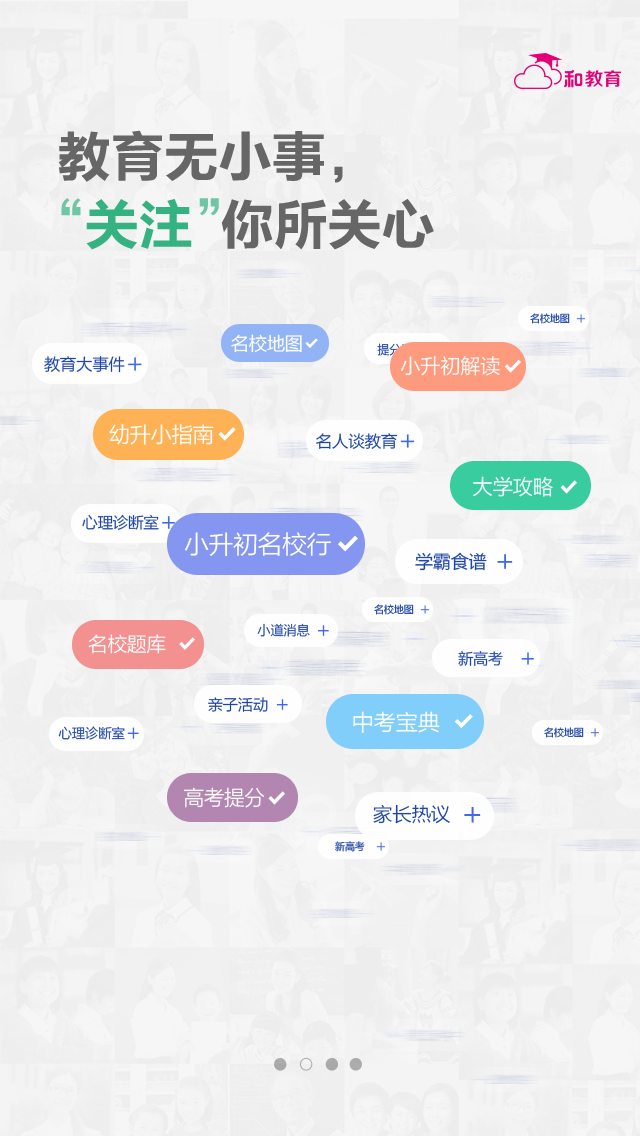 和教育
教育无小事，
“关注”你所关心
名校地图 +
名校地图
教育大事件 +
提分
小升初解读
幼升小指南
名人谈教育 +
大学攻略
心理诊断室 +
小升初名校行
学霸食谱 +
名校地图 +
小道消息 +
名校题库
新高考 +
亲子活动 +
中考宝典
心理诊断室 +
名校地图 +
高考提分
家长热议 +
新高考 +